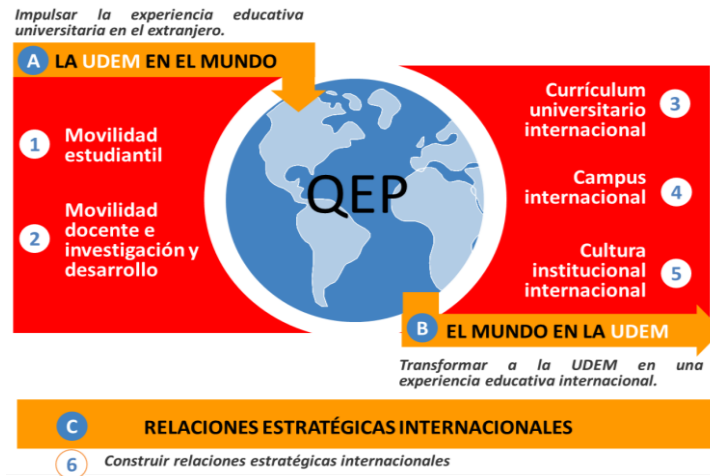 Impulsar la experiencia educativa
universitaria en el extranjero.
A LA UDEM EN EL MUNDO
1 Movilidad
estudiantil
2 Movilidad
docente e
investigación y
desarrollo
QEP
Currículum
universitario
internacional 3
Campus
internacional 4
Cultura
institucional
internacional 5
B EL MUNDO EN LA UDEM
Transformar a la UDEM en una
experiencia educativa internacional.
C RELACIONES ESTRATÉGICAS INTERNACIONALES
6 Construir relaciones estratégicas internacionales